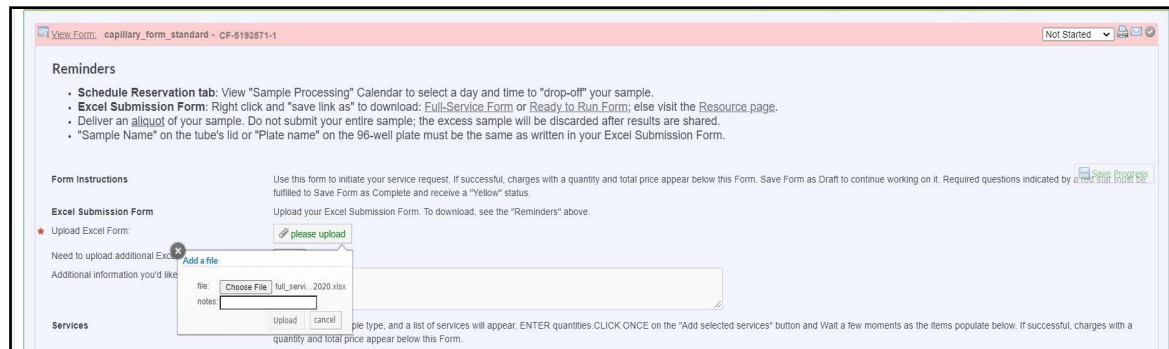 View Form: capillary_form_standard - CF-5193571-1 Not Started
Reminders
• Schedule Reservation tab: View "Sample Processing" Calendar to select a day and time to "drop-off" your sample.
• Excel Submission Form: Right click and "save link as" to download: Full-Service Form or Ready to Run Form; else visit the Resource page.
• Deliver an aliquot of your sample. Do not submit your entire sample; the excess sample will be discarded after results are shared.
• "Sample Name" on the tube's lid or "Plate name" on the 96-well plate must be the same as written in your Excel Submission Form.
Save Progress
Form Instructions Use this form to initiate your service request. If successful, charges with a quantity and total price appear below this Form. Save Form as Draft to continue working on it. Required questions indicated by a red star must be
fulfilled to Save Form as Complete and receive a "Yellow" status.
Excel Submission Form Upload your Excel Submission Form. To download, see the "Reminders" above.
★ Upload Excel Form: please upload
Need to upload additional Exc
Add a file
Additional information you'd like
file: Choose File full_servi...2020.xlsx
notes:
Upload cancel
Services ple type, and a list of services will appear. ENTER quantities.CLICK ONCE on the "Add selected services" button and Wait a few moments as the items populate below. If successful, charges with a
quantity and total price appear below this Form.